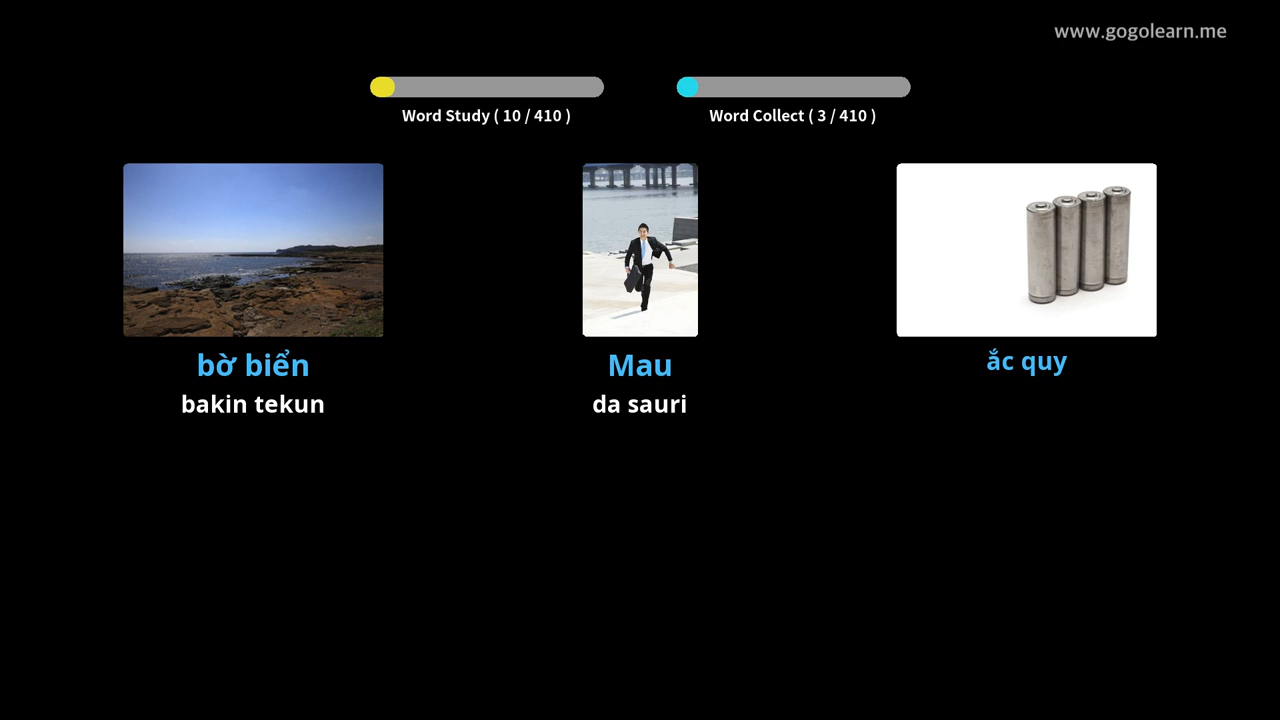 www.gogolearn.me
Word Study ( 10 / 410 )
Word Collect ( 3 / 410 )
bờ biển
bakin tekun
Mau
da sauri
ắc quy